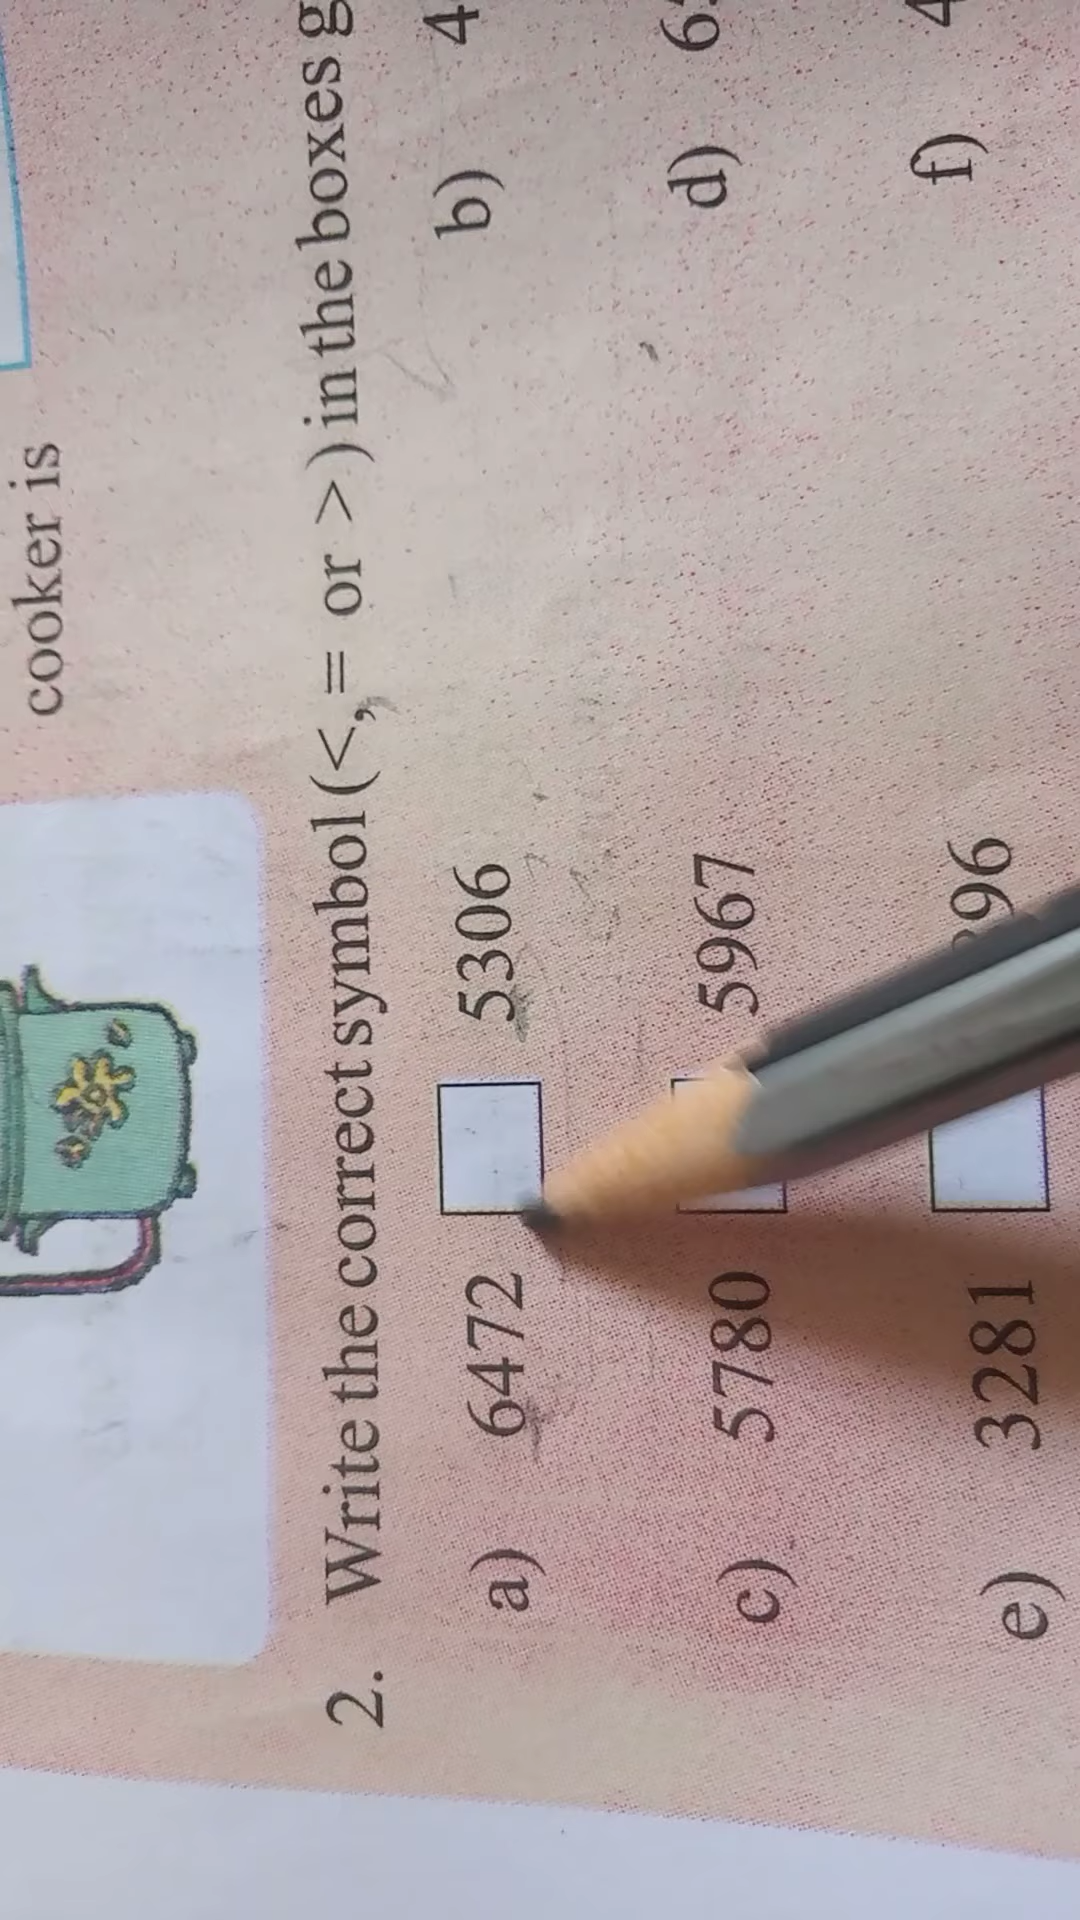 cooker is
2. Write the correct symbol (<, = or >) in the boxes
a) 6472 5306 b)
c) 5780 5967 d)
e) 3281 f)